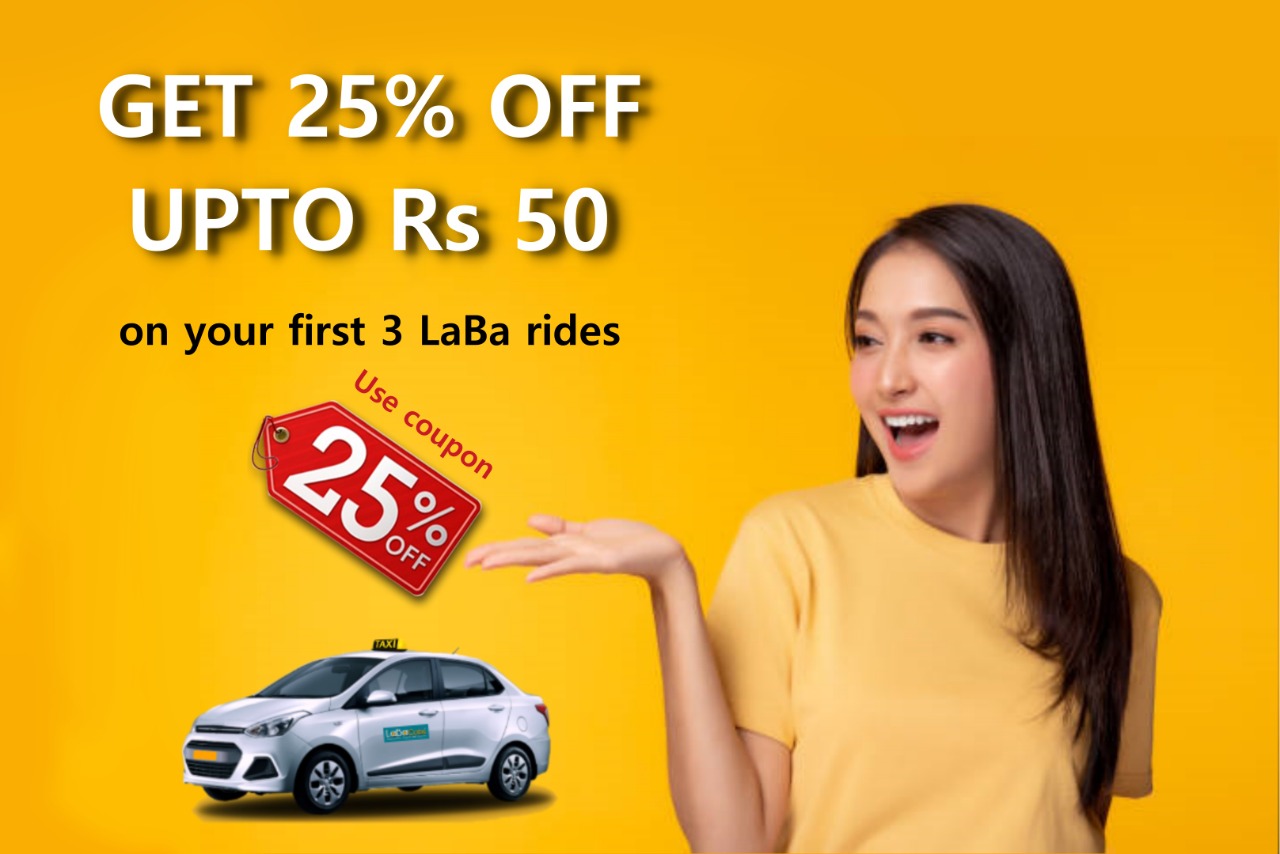 GET 25% OFF
UPTO Rs 50
on your first 3 LaBa rides
Use coupon
25%
OFF
TAXI